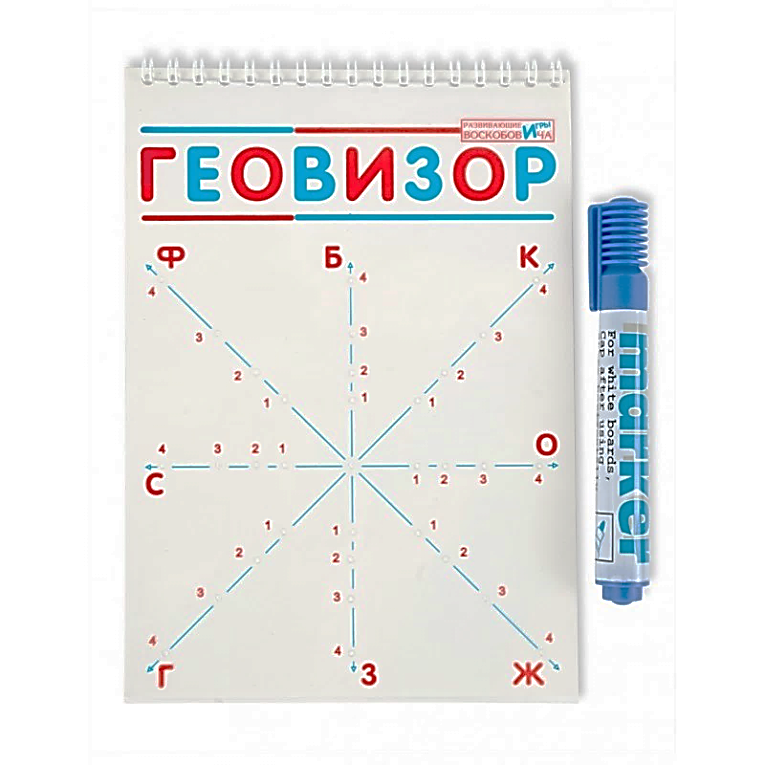 РАЗВИВАЮЩИЕ ИГРЫ
ВОСКОБОВИЧА
ГЕОВИЗОР
Ф Б К
4 4 4
3 3 3
2 2 2
1 1 1
О
4 3 2 1 1 2 3 4
С
1 1 1
2 2 2
3 3 3
4 4 4
Г З Ж
marker
For white boards,
Cap after using